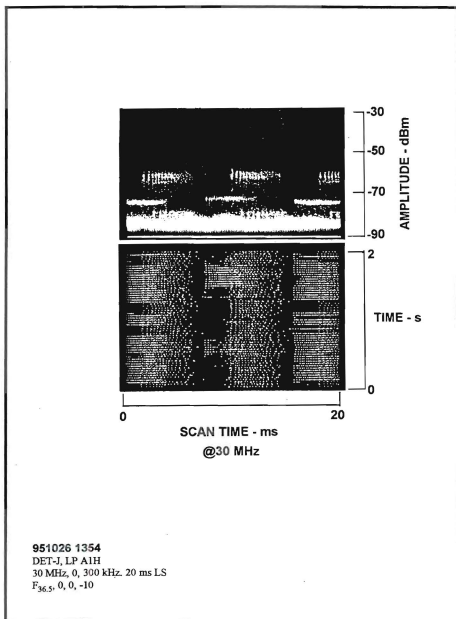 -30
-50
-70
-90
AMPLITUDE - dBm
2
TIME - s
0
0
20
SCAN TIME - ms
@30 MHz
951026 1354
DET-J, LP A1H
30 MHz, 0, 300 kHz. 20 ms LS
F36.5, 0, 0, -10